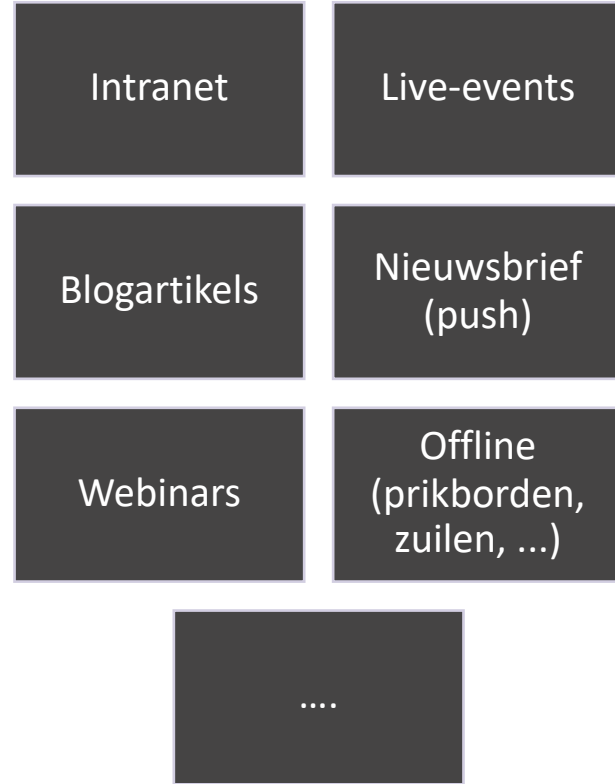 Intranet
Live-events
Blogartikels
Nieuwsbrief
(push)
Webinars
Offline
(prikborden,
zuilen, ...)
....